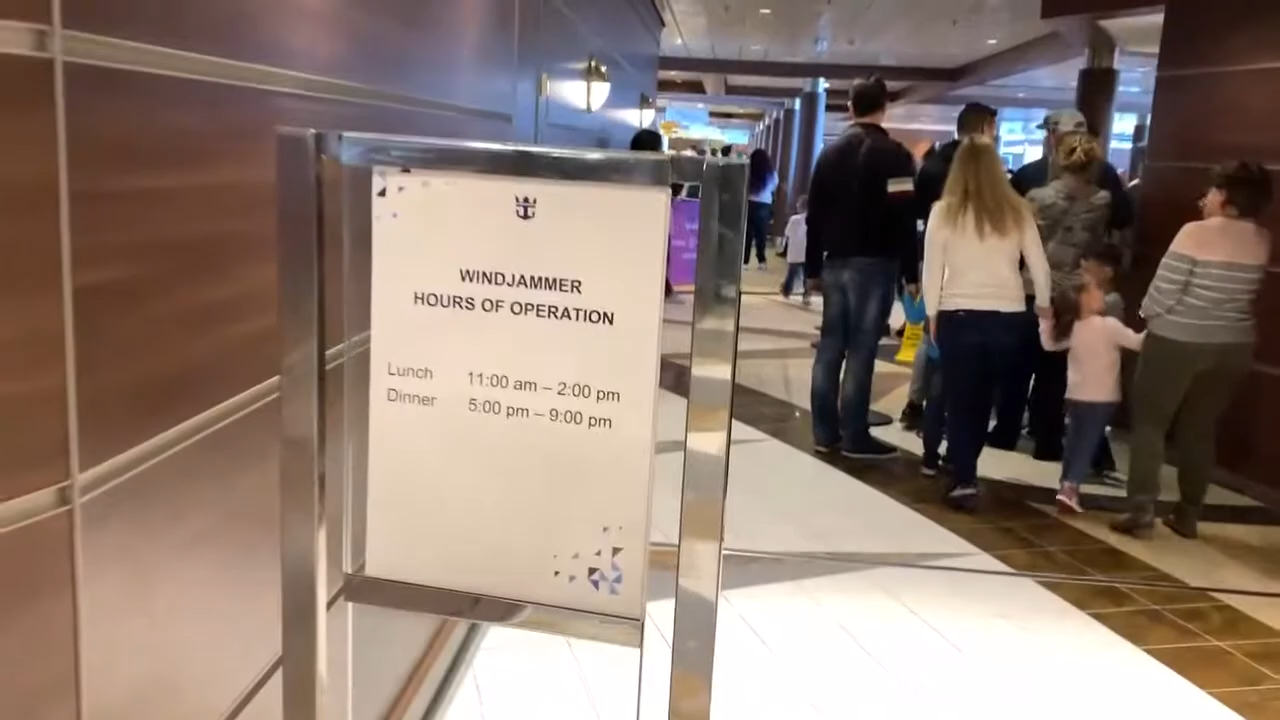 WINDJAMMER
HOURS OF OPERATION
Lunch 11:00 am – 2:00 pm
Dinner 5:00 pm – 9:00 pm